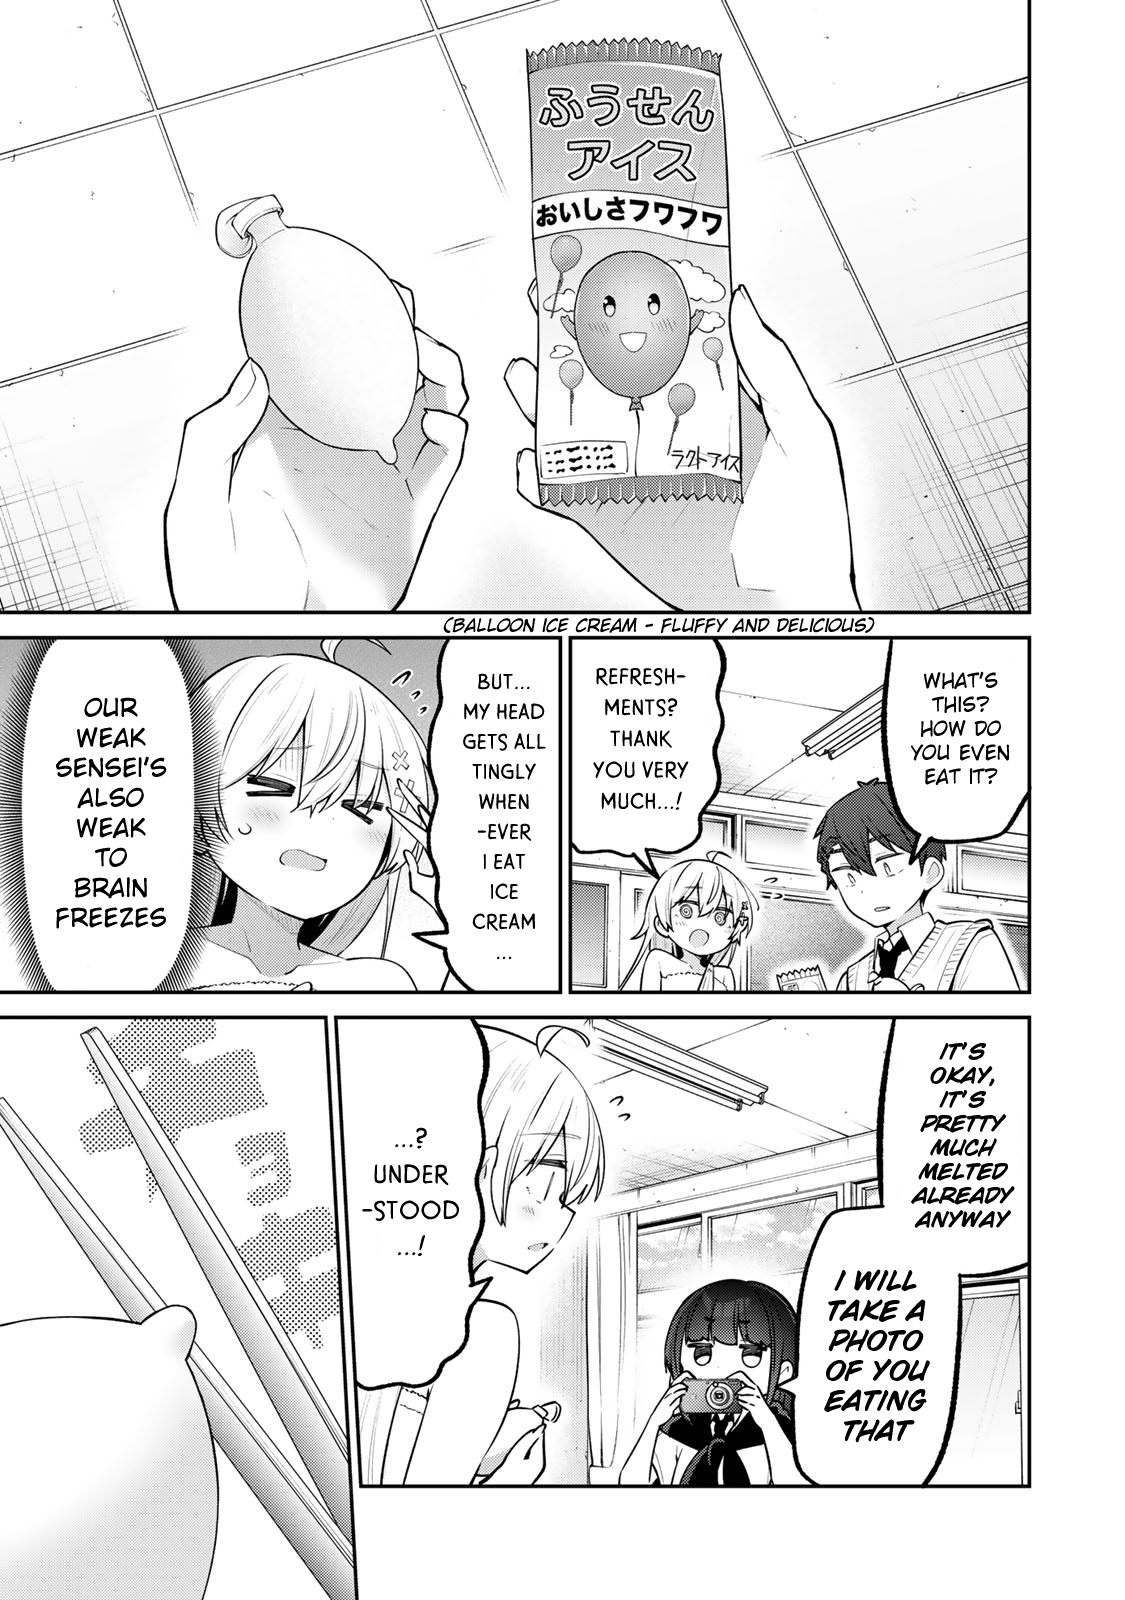 ふうせん
アイス
おいしさフワフワ
ラクトアイス
(BALLOON ICE CREAM - FLUFFY AND DELICIOUS)
WHAT'S
THIS?
HOW DO
YOU EVEN
EAT IT?
REFRESH-
MENTS?
THANK
YOU VERY
MUCH...!
BUT...
MY HEAD
GETS ALL
TINGLY
WHEN
-EVER
I EAT
ICE
CREAM
...
OUR
WEAK
SENSEI'S
ALSO
WEAK
TO
BRAIN
FREEZES
IT'S
OKAY,
IT'S
PRETTY
MUCH
MELTED
ALREADY
ANYWAY
I WILL
TAKE A
PHOTO
OF YOU
EATING
THAT
...?
UNDER
-STOOD
...!